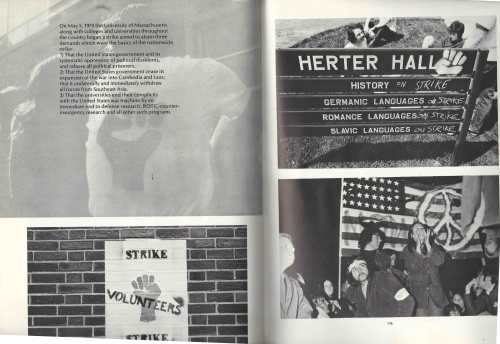 On May 5, 1970 the University of Massachusetts
along with colleges and universities throughout
the country began a strike aimed to attain three
demands which were the basics of the nationwide
strike:
1: That the United States government end its
systematic oppression of political dissidents,
and release all political prisoners.
2: That the United States government cease its
expansion of the war into Cambodia and Laos;
that it unilaterally and immediately withdraw
all forces from Southeast Asia.
3: That the universities end their complicity
with the United States war machine by an
immediate end to defense research, ROTC, counter-
insurgency, research and all other such programs.
STRIKE
VOLUNTEERS
STRIKE
HERTER HALL
HISTORY on STRIKE
GERMANIC LANGUAGES on STRIKE
ROMANCE LANGUAGES on STRIKE
SLAVIC LANGUAGES on STRIKE